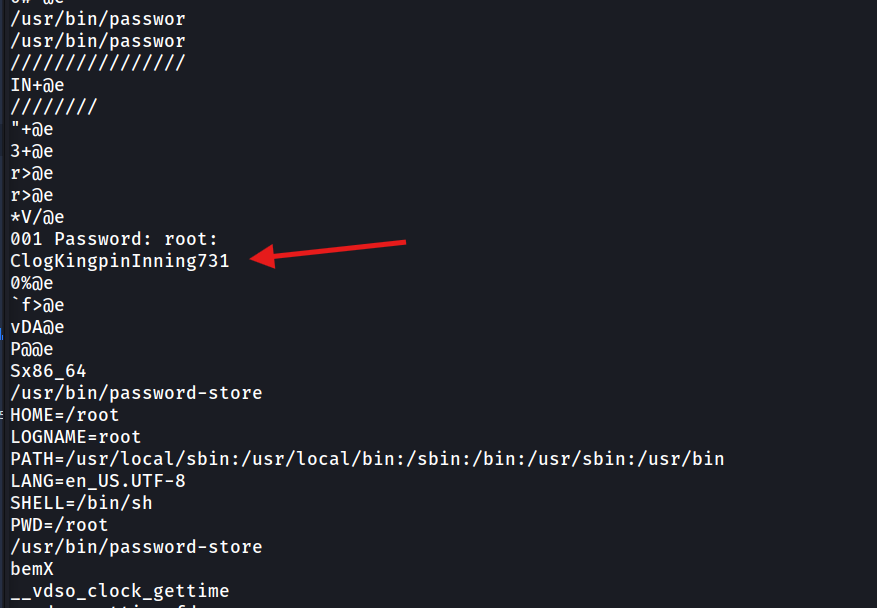 /usr/bin/passwor
/usr/bin/passwor
////////////////
IN+@e
////////
"+@e
3+@e
r>@e
r>@e
*V/@e
001 Password: root:
ClogKingpinInning731
0%@e
`f>@e
vDA@e
P@@e
Sx86_64
/usr/bin/password-store
HOME=/root
LOGNAME=root
PATH=/usr/local/sbin:/usr/local/bin:/sbin:/bin:/usr/sbin:/usr/bin
LANG=en_US.UTF-8
SHELL=/bin/sh
PWD=/root
/usr/bin/password-store
bemX
__vdso_clock_gettime